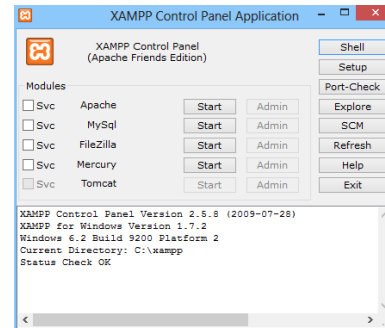 XAMPP Control Panel Application
XAMPP Control Panel
(Apache Friends Edition)
Shell
Setup
Modules
Port-Check
Svc Apache Start Admin Explore
Svc MySql Start Admin SCM
Svc FileZilla Start Admin Refresh
Svc Mercury Start Admin Help
Svc Tomcat Start Admin Exit
XAMPP Control Panel Version 2.5.8 (2009-07-28)
XAMPP for Windows Version 1.7.2
Windows 6.2 Build 9200 Platform 2
Current Directory: C:\xampp
Status Check OK